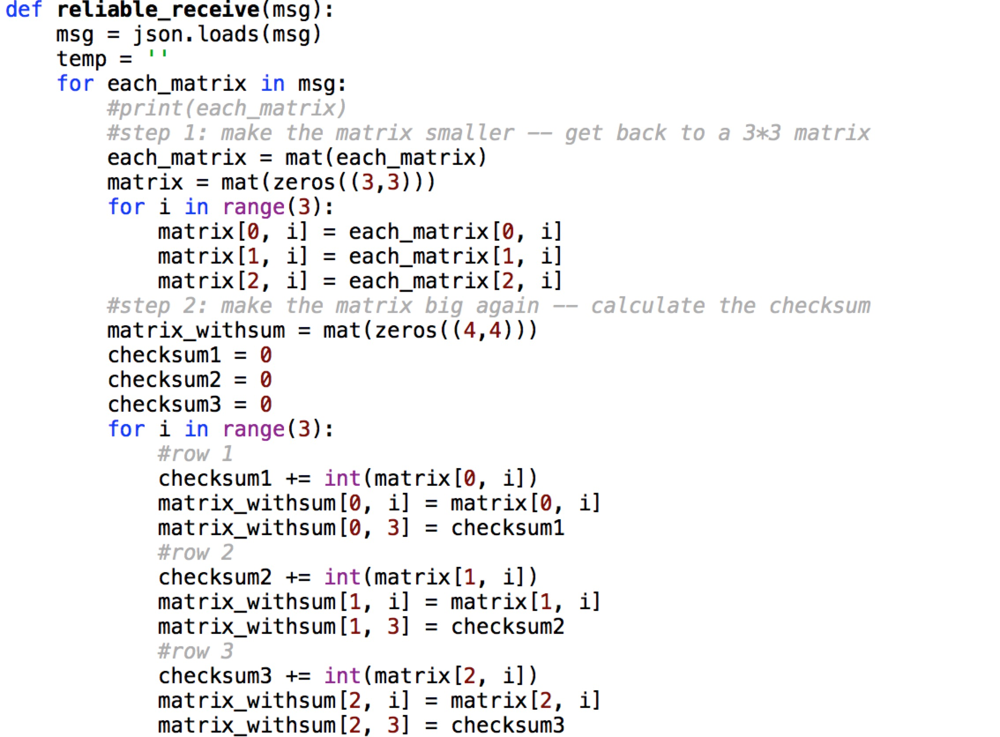 def reliable_receive(msg):
    msg = json.loads(msg)
    temp = ''
    for each_matrix in msg:
        #print(each_matrix)
        #step 1: make the matrix smaller -- get back to a 3*3 matrix
        each_matrix = mat(each_matrix)
        matrix = mat(zeros((3,3)))
        for i in range(3):
            matrix[0, i] = each_matrix[0, i]
            matrix[1, i] = each_matrix[1, i]
            matrix[2, i] = each_matrix[2, i]
        #step 2: make the matrix big again -- calculate the checksum
        matrix_withsum = mat(zeros((4,4)))
        checksum1 = 0
        checksum2 = 0
        checksum3 = 0
        for i in range(3):
            #row 1
            checksum1 += int(matrix[0, i])
            matrix_withsum[0, i] = matrix[0, i]
            matrix_withsum[0, 3] = checksum1
            #row 2
            checksum2 += int(matrix[1, i])
            matrix_withsum[1, i] = matrix[1, i]
            matrix_withsum[1, 3] = checksum2
            #row 3
            checksum3 += int(matrix[2, i])
            matrix_withsum[2, i] = matrix[2, i]
            matrix_withsum[2, 3] = checksum3